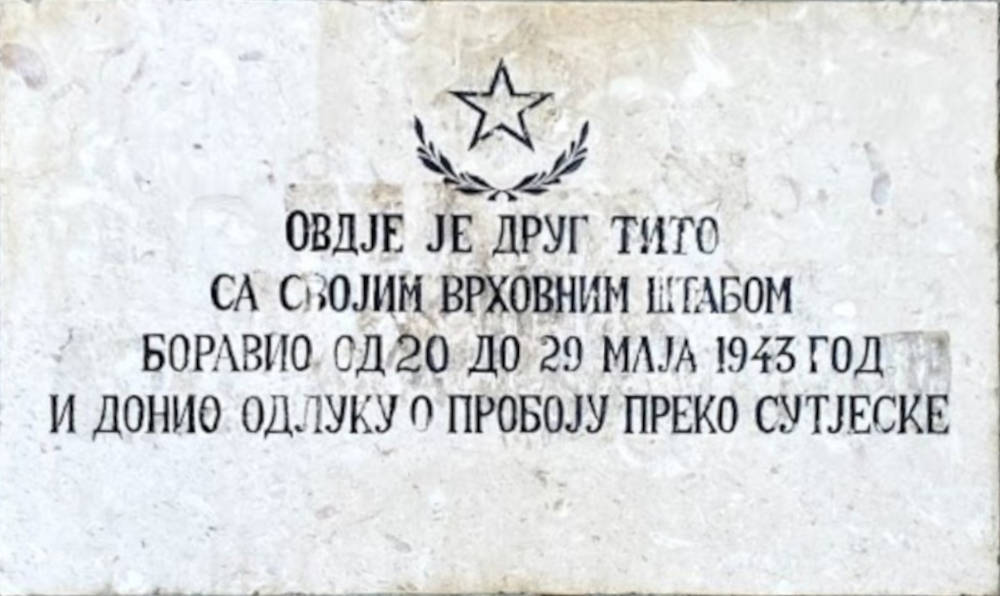 ОВДЈЕ ЈЕ ДРУГ ТИТО
СА СВОЈИМ ВРХОВНИМ ШТАБОМ
БОРАВИО ОД 20 ДО 29 МАЈА 1943 ГОД
И ДОНИО ОДЛУКУ О ПРОБОЈУ ПРЕКО СУТЈЕСКЕ